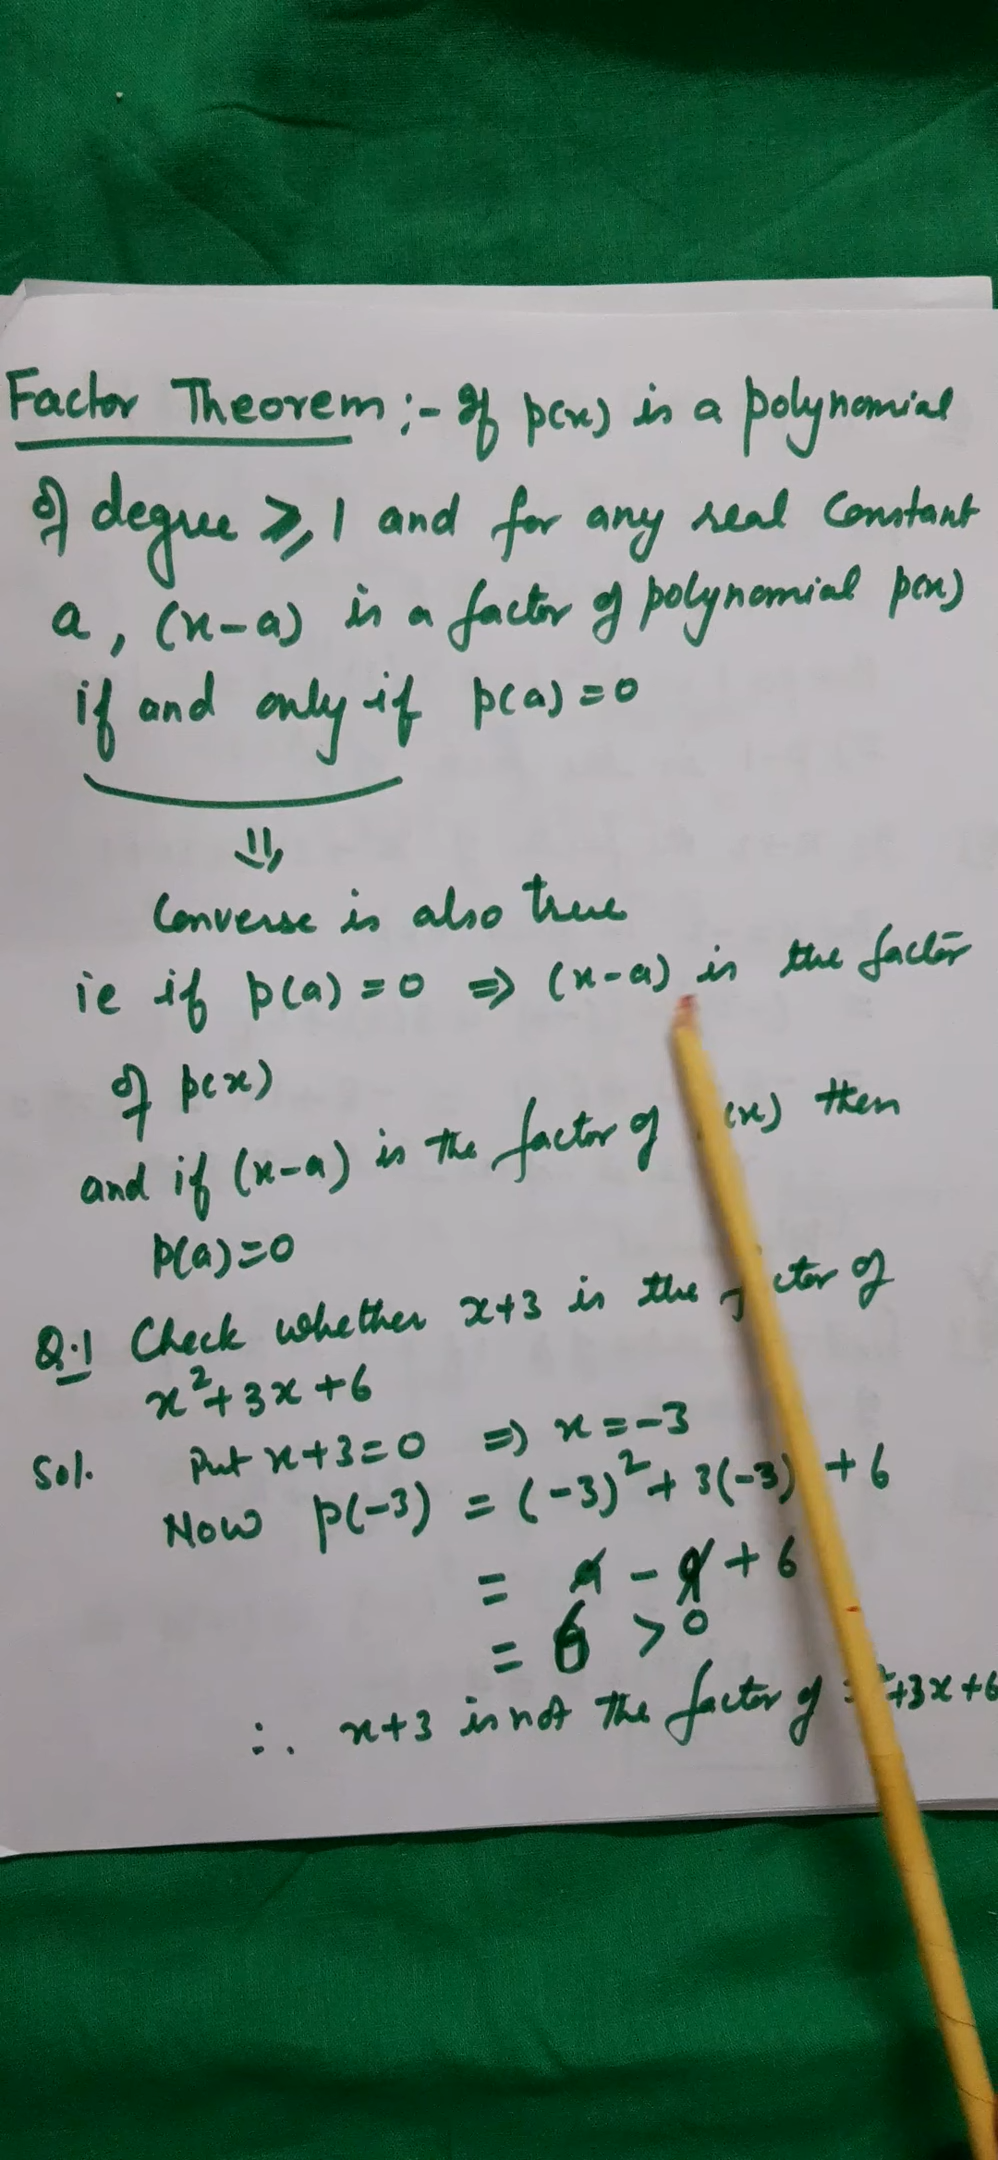 Factor Theorem :- If p(x) is a polynomial
of degree ≥ 1 and for any real constant
a, (x-a) is a factor of polynomial p(x)
if and only if p(a)=0
⇓
Converse is also true
ie if p(a)=0 ⇒ (x-a) is the factor
of p(x)
and if (x-a) is the factor of (x) then
p(a)=0
Q.1 Check whether x+3 is the ctor of
x²+3x+6
Sol. Put x+3=0 ⇒ x=-3
Now p(-3) = (-3)²+3(-3)+6
= 9-9+6
= 6 > 0
∴ x+3 is not the factor of ²+3x+6